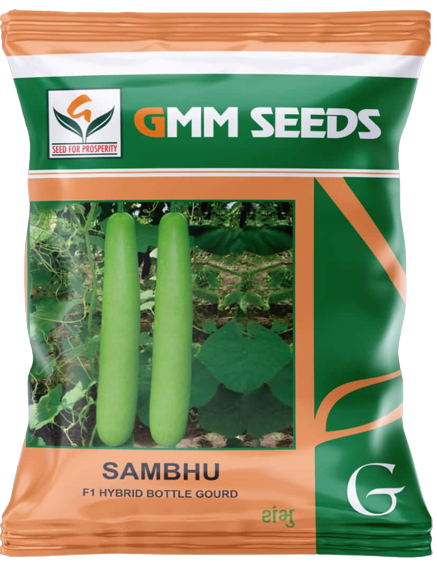 G
SEED FOR PROSPERITY
GMM SEEDS
SAMBHU
F1 HYBRID BOTTLE GOURD
શંભુ
G